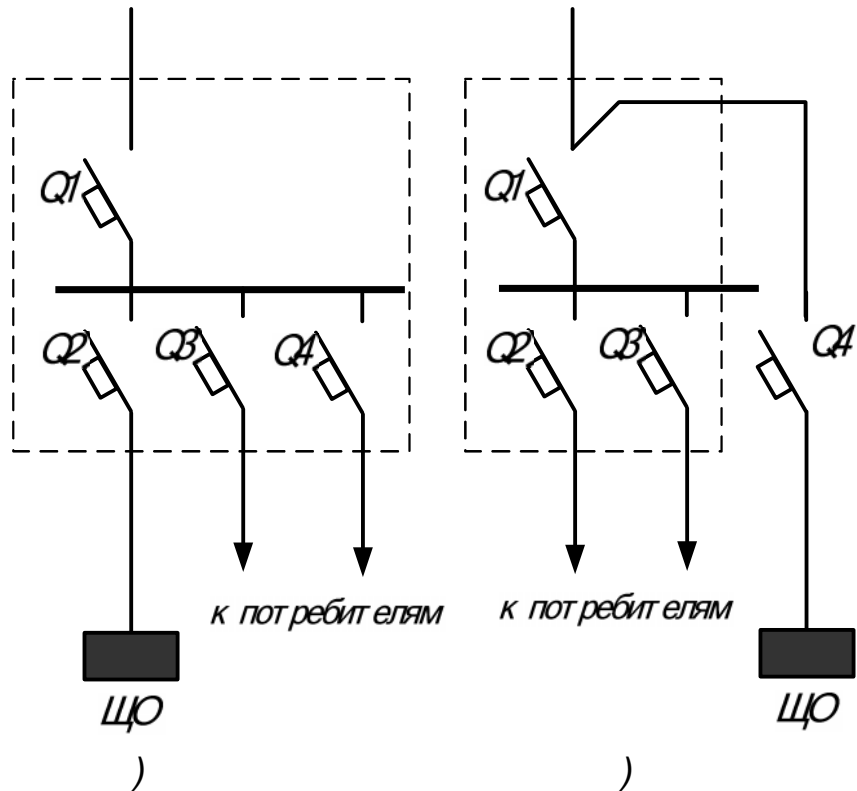 Q1
Q1
Q2
Q3
Q4
Q2
Q3
Q4
к потребителям
к потребителям
ЩО
ЩО
)
)